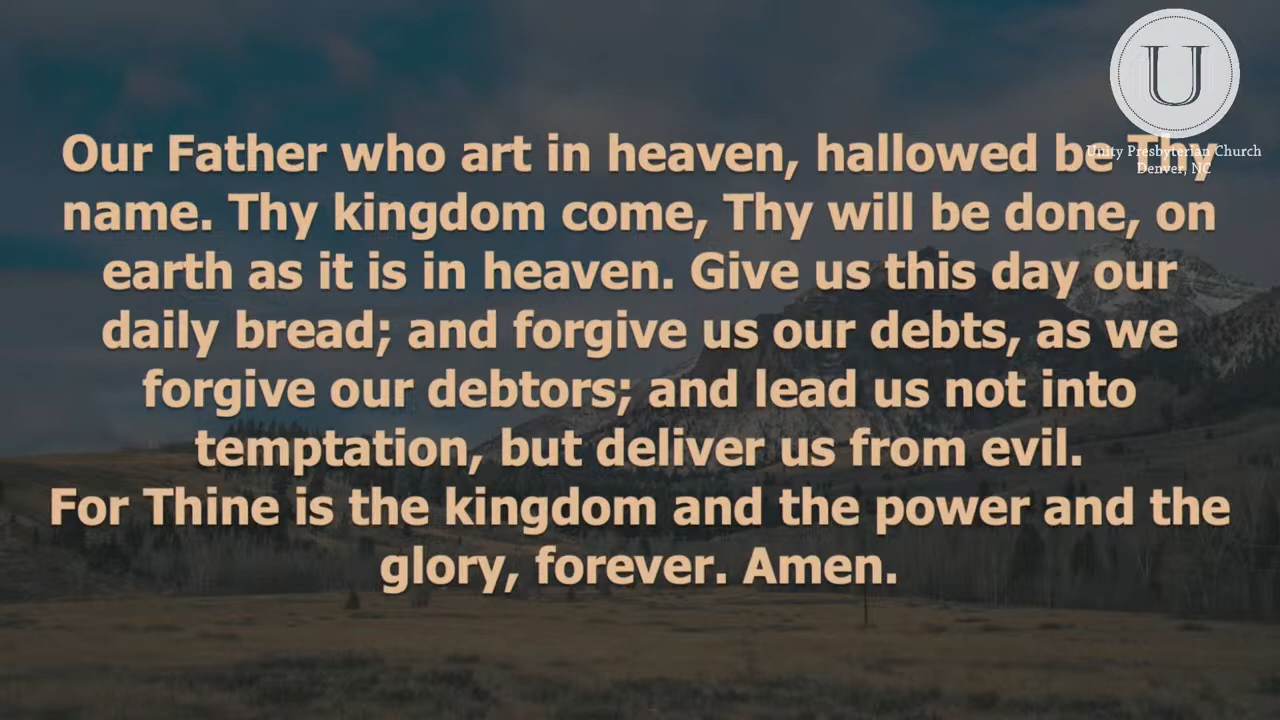 U
Unity Presbyterian Church
Denver, NC
Our Father who art in heaven, hallowed be Thy
name. Thy kingdom come, Thy will be done, on
earth as it is in heaven. Give us this day our
daily bread; and forgive us our debts, as we
forgive our debtors; and lead us not into
temptation, but deliver us from evil.
For Thine is the kingdom and the power and the
glory, forever. Amen.